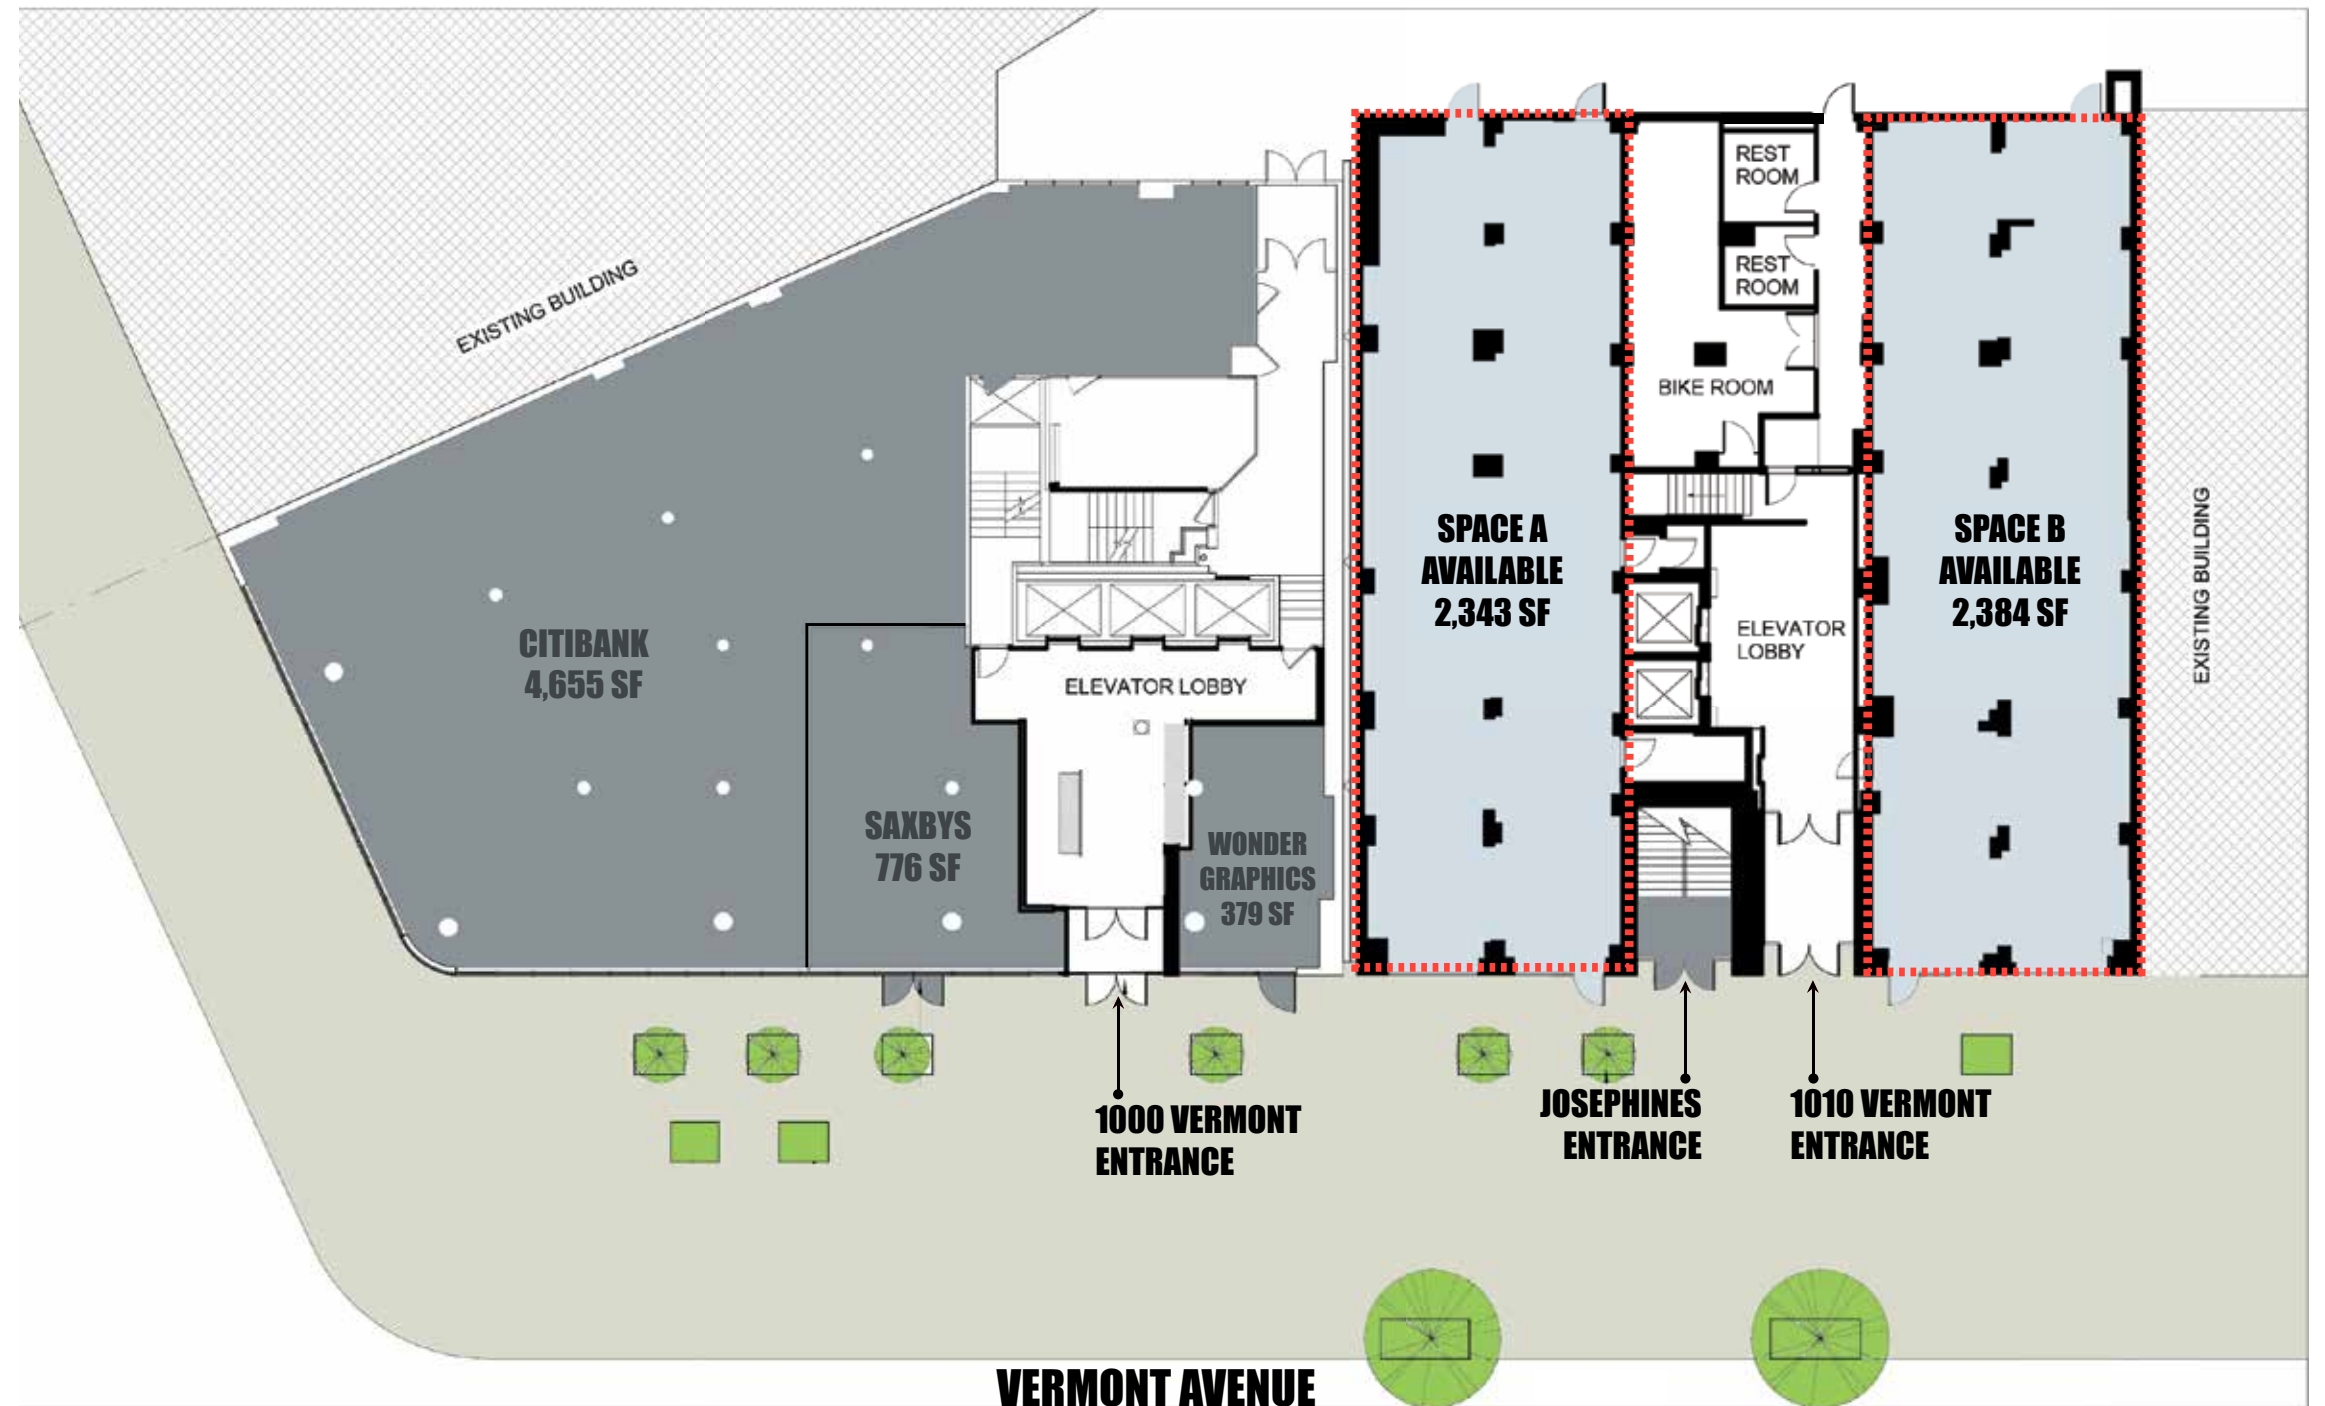 REST
ROOM
REST
ROOM
EXISTING BUILDING
BIKE ROOM
SPACE A
AVAILABLE
2,343 SF
SPACE B
AVAILABLE
2,384 SF
EXISTING BUILDING
CITIBANK
4,655 SF
ELEVATOR
LOBBY
ELEVATOR LOBBY
SAXBYS
776 SF
WONDER
GRAPHICS
379 SF
1000 VERMONT
ENTRANCE
JOSEPHINES
ENTRANCE
1010 VERMONT
ENTRANCE
VERMONT AVENUE